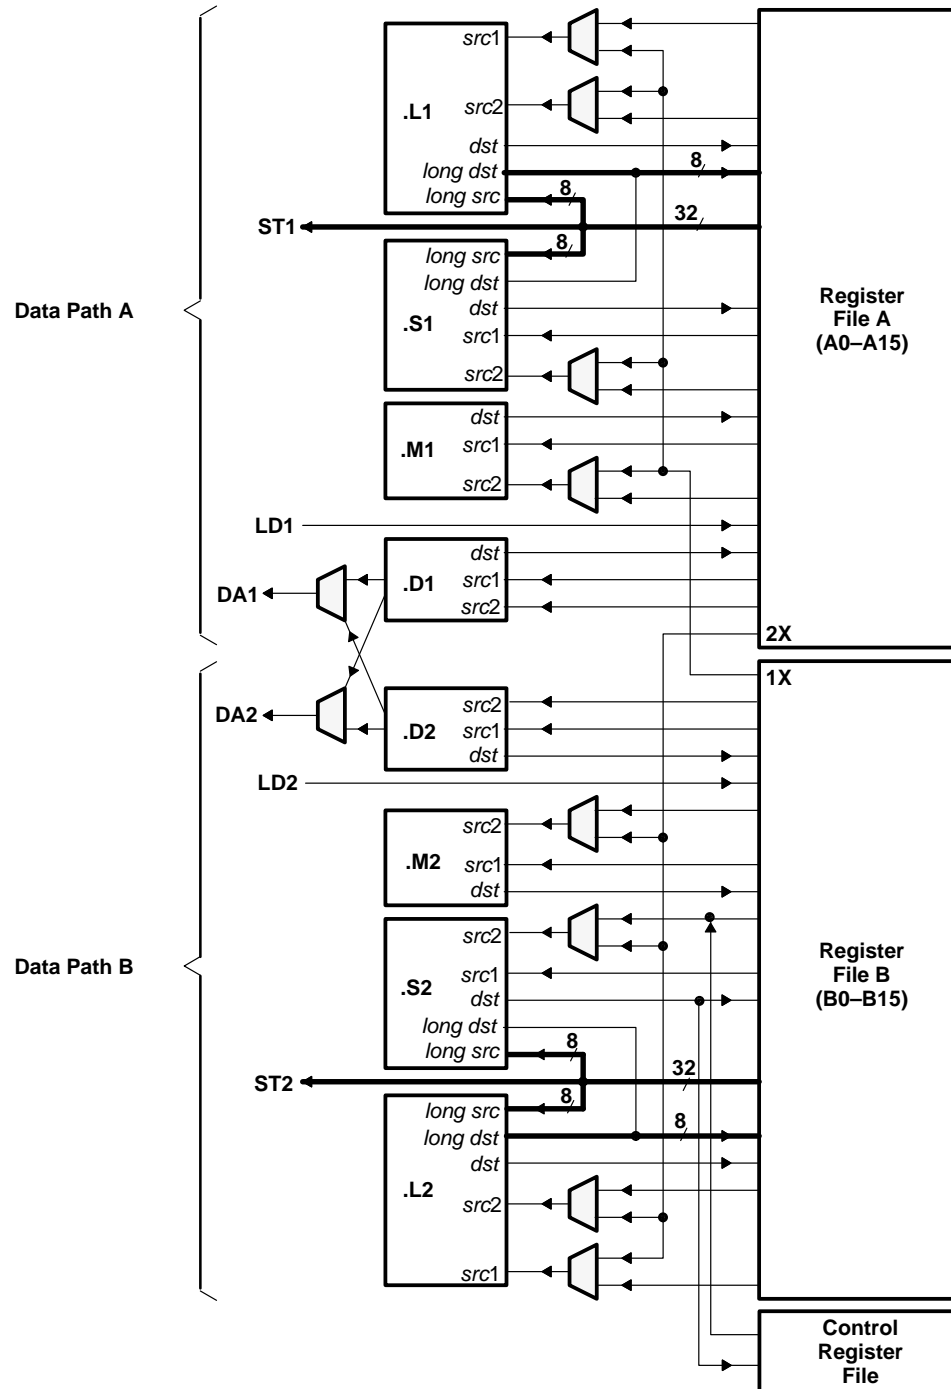 src1
.L1
src2
dst
long dst
8
long src
8
32
ST1
8
long src
long dst
Data Path A
dst
.S1
src1
src2
Register
File A
(A0–A15)
dst
.M1
src1
src2
LD1
dst
DA1
.D1
src1
src2
2X
1X
DA2
src2
.D2
src1
dst
LD2
src2
.M2
src1
dst
src2
Data Path B
src1
.S2
dst
long dst
8
long src
Register
File B
(B0–B15)
ST2
32
8
long src
8
long dst
dst
.L2
src2
src1
Control
Register
File